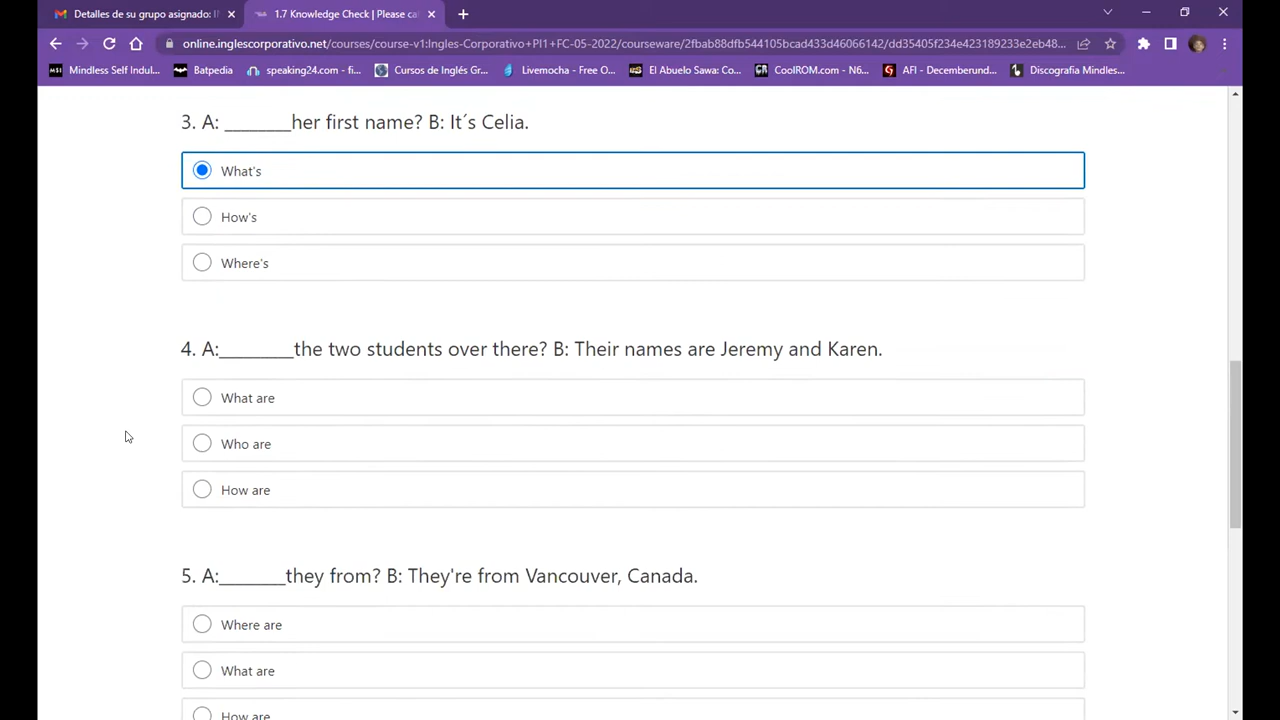 Detalles de su grupo asignado: I
1.7 Knowledge Check | Please ca
online.inglescorporativo.net/courses/course-v1:Ingles-Corporativo+PI1+FC-05-2022/courseware/2fbab88dfb544105bcad433d46066142/dd35405f234e423189233e2eb48...
Mindless Self Indul... Batpedia speaking24.com - fi... Cursos de Inglés Gr... Livemocha - Free O... El Abuelo Sawa: Co... CoolROM.com - N6... AFI - Decemberund... Discografia Mindles...
3. A: ________her first name? B: It´s Celia.
What's
How's
Where's
4. A:_________the two students over there? B: Their names are Jeremy and Karen.
What are
Who are
How are
5. A:________they from? B: They're from Vancouver, Canada.
Where are
What are
How are